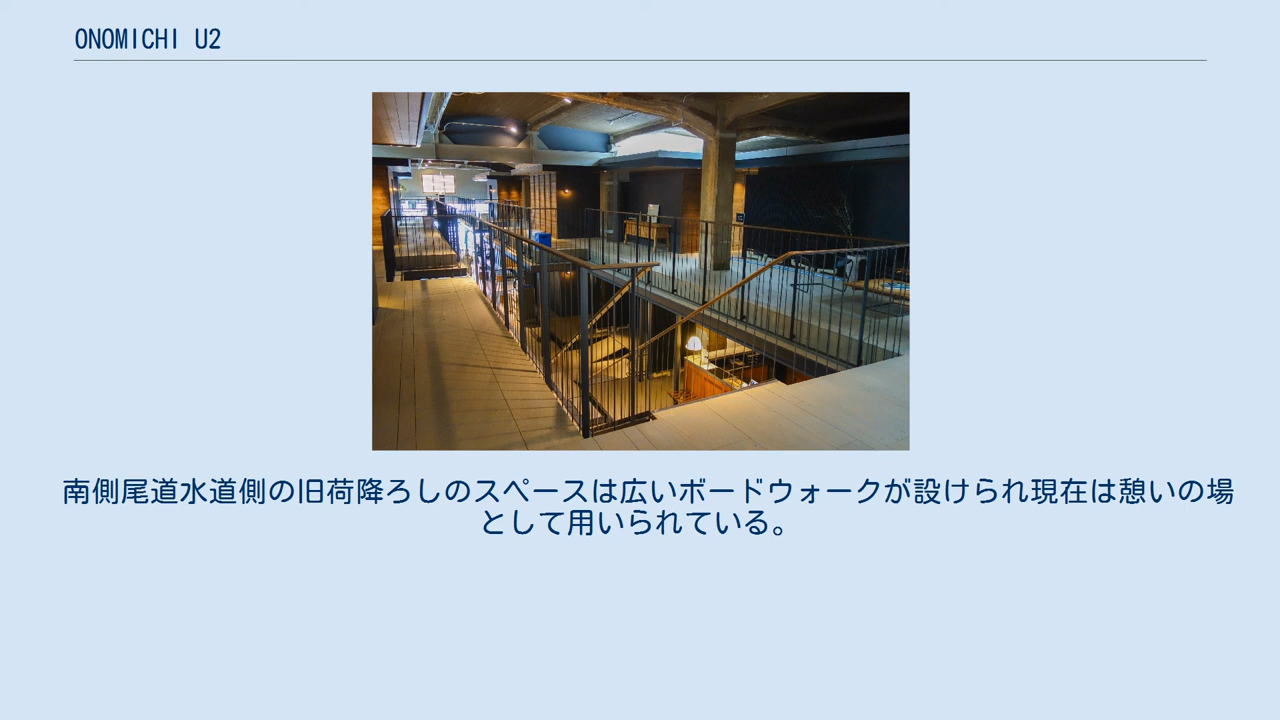 ONOMICHI U2
南側尾道水道側の旧荷降ろしのスペースは広いボードウォークが設けられ現在は憩いの場
として用いられている。